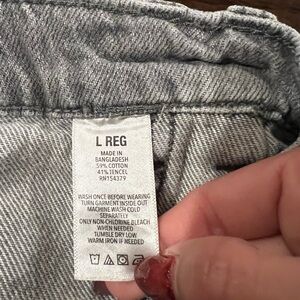 L REG
MADE IN
BANGLADESH
59% COTTON
41% TENCEL
RN154379
WASH ONCE BEFORE WEARING
TURN GARMENT INSIDE OUT
MACHINE WASH COLD
SEPARATELY
ONLY NON-CHLORINE BLEACH
WHEN NEEDED
TUMBLE DRY LOW
WARM IRON IF NEEDED